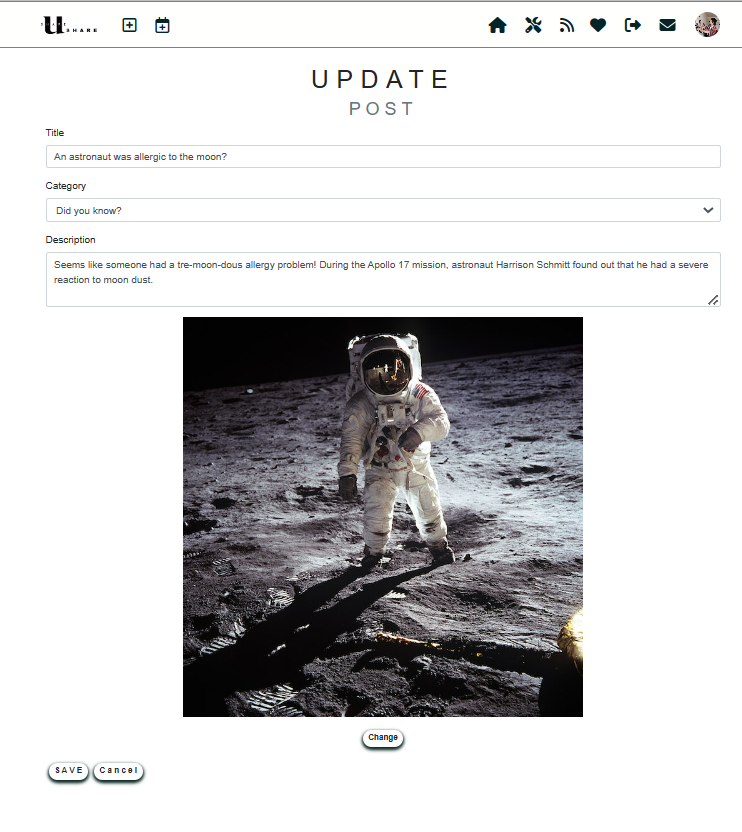 U SHARE
UPDATE
POST
Title
An astronaut was allergic to the moon?
Category
Did you know?
Description
Seems like someone had a tre-moon-dous allergy problem! During the Apollo 17 mission, astronaut Harrison Schmitt found out that he had a severe
reaction to moon dust.
Change
SAVE Cancel